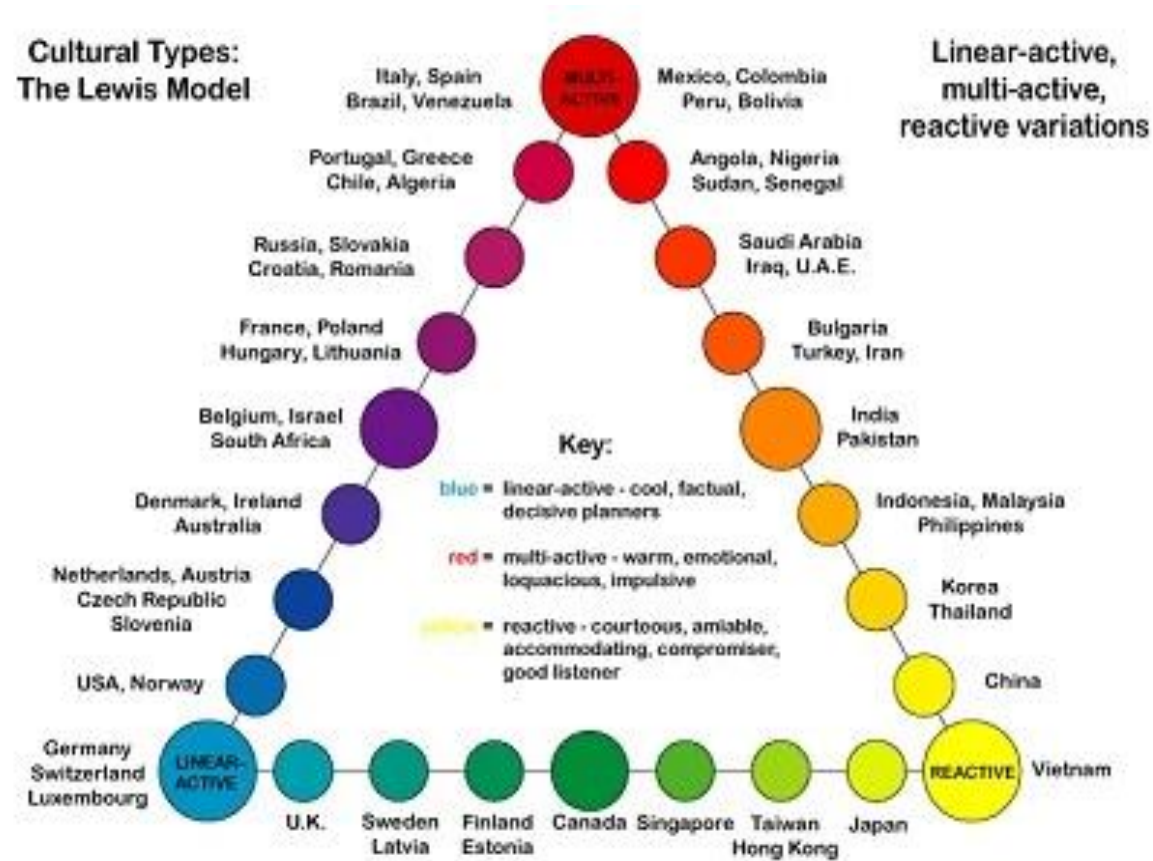 Cultural Types:
The Lewis Model
Linear-active,
multi-active,
reactive variations
MULTI-
ACTIVE
Italy, Spain
Brazil, Venezuela
Mexico, Colombia
Peru, Bolivia
Portugal, Greece
Chile, Algeria
Angola, Nigeria
Sudan, Senegal
Russia, Slovakia
Croatia, Romania
Saudi Arabia
Iraq, U.A.E.
France, Poland
Hungary, Lithuania
Bulgaria
Turkey, Iran
Belgium, Israel
South Africa
India
Pakistan
Denmark, Ireland
Australia
Indonesia, Malaysia
Philippines
Netherlands, Austria
Czech Republic
Slovenia
Korea
Thailand
USA, Norway
China
Key:
blue = linear-active - cool, factual,
decisive planners
red = multi-active - warm, emotional,
loquacious, impulsive
yellow = reactive - courteous, amiable,
accommodating, compromiser,
good listener
Germany
Switzerland
Luxembourg
LINEAR-
ACTIVE
REACTIVE
Vietnam
U.K.
Sweden
Latvia
Finland
Estonia
Canada
Singapore
Taiwan
Hong Kong
Japan